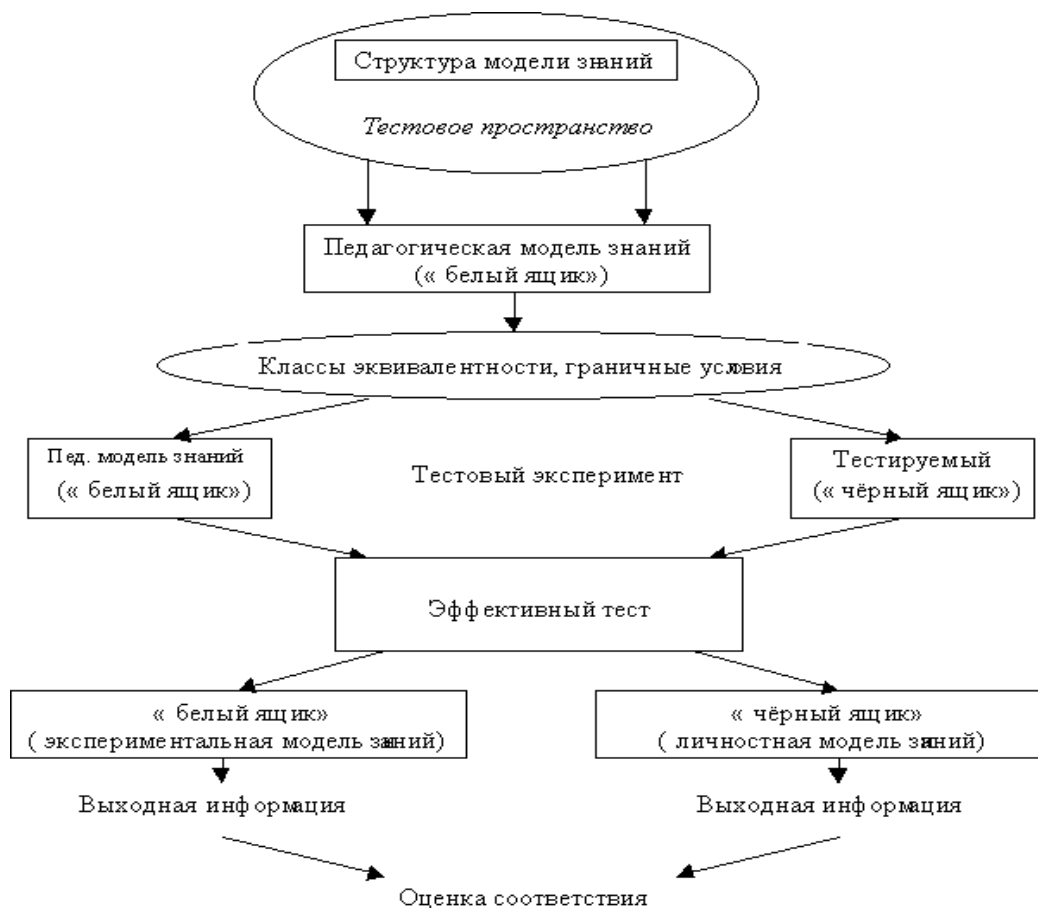 Структура модели знаний
Тестовое пространство
Педагогическая модель знаний
(« белый ящик»)
Классы эквивалентности, граничные условия
Пед. модель знаний
(« белый ящик»)
Тестовый эксперимент
Тестируемый
(« чёрный ящик»)
Эффективный тест
« белый ящик»
( экспериментальная модель знаний)
« чёрный ящик»
( личностная модель знаний)
Выходная информация
Выходная информация
Оценка соответствия